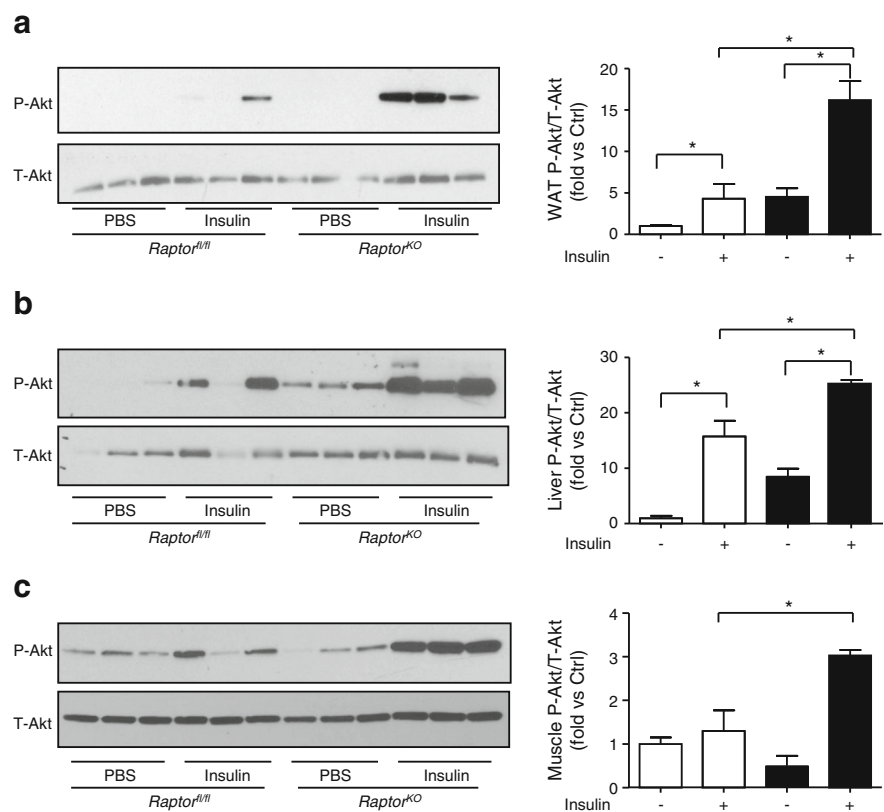 a
P-Akt
T-Akt
PBS Insulin PBS Insulin
Raptorfl/fl RaptorKO
WAT P-Akt/T-Akt
(fold vs Ctrl)
20
15
10
5
0
* * *
Insulin - + - +
b
P-Akt
T-Akt
PBS Insulin PBS Insulin
Raptorfl/fl RaptorKO
Liver P-Akt/T-Akt
(fold vs Ctrl)
30
20
10
0
* * *
Insulin - + - +
c
P-Akt
T-Akt
PBS Insulin PBS Insulin
Raptorfl/fl RaptorKO
Muscle P-Akt/T-Akt
(fold vs Ctrl)
4
3
2
1
0
*
Insulin - + - +